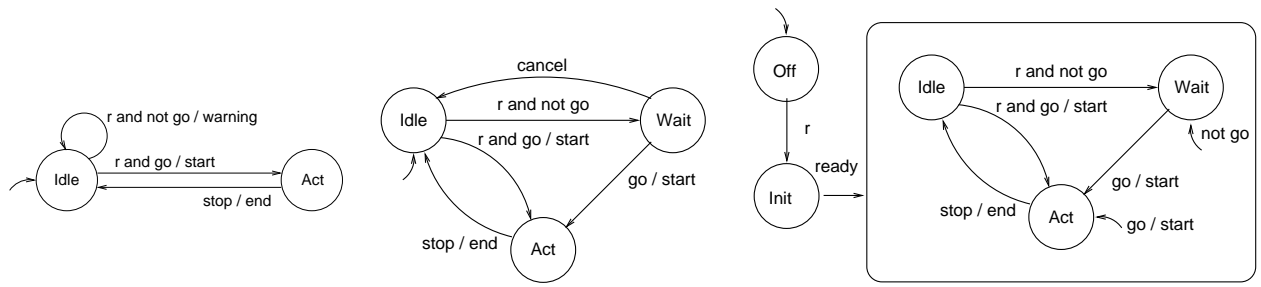 r and not go / warning
r and go / start
Idle
Act
stop / end
cancel
r and not go
Idle
Wait
r and go / start
go / start
stop / end
Act
Off
r
Init
ready
r and not go
Idle
Wait
r and go / start
not go
go / start
stop / end
Act
go / start